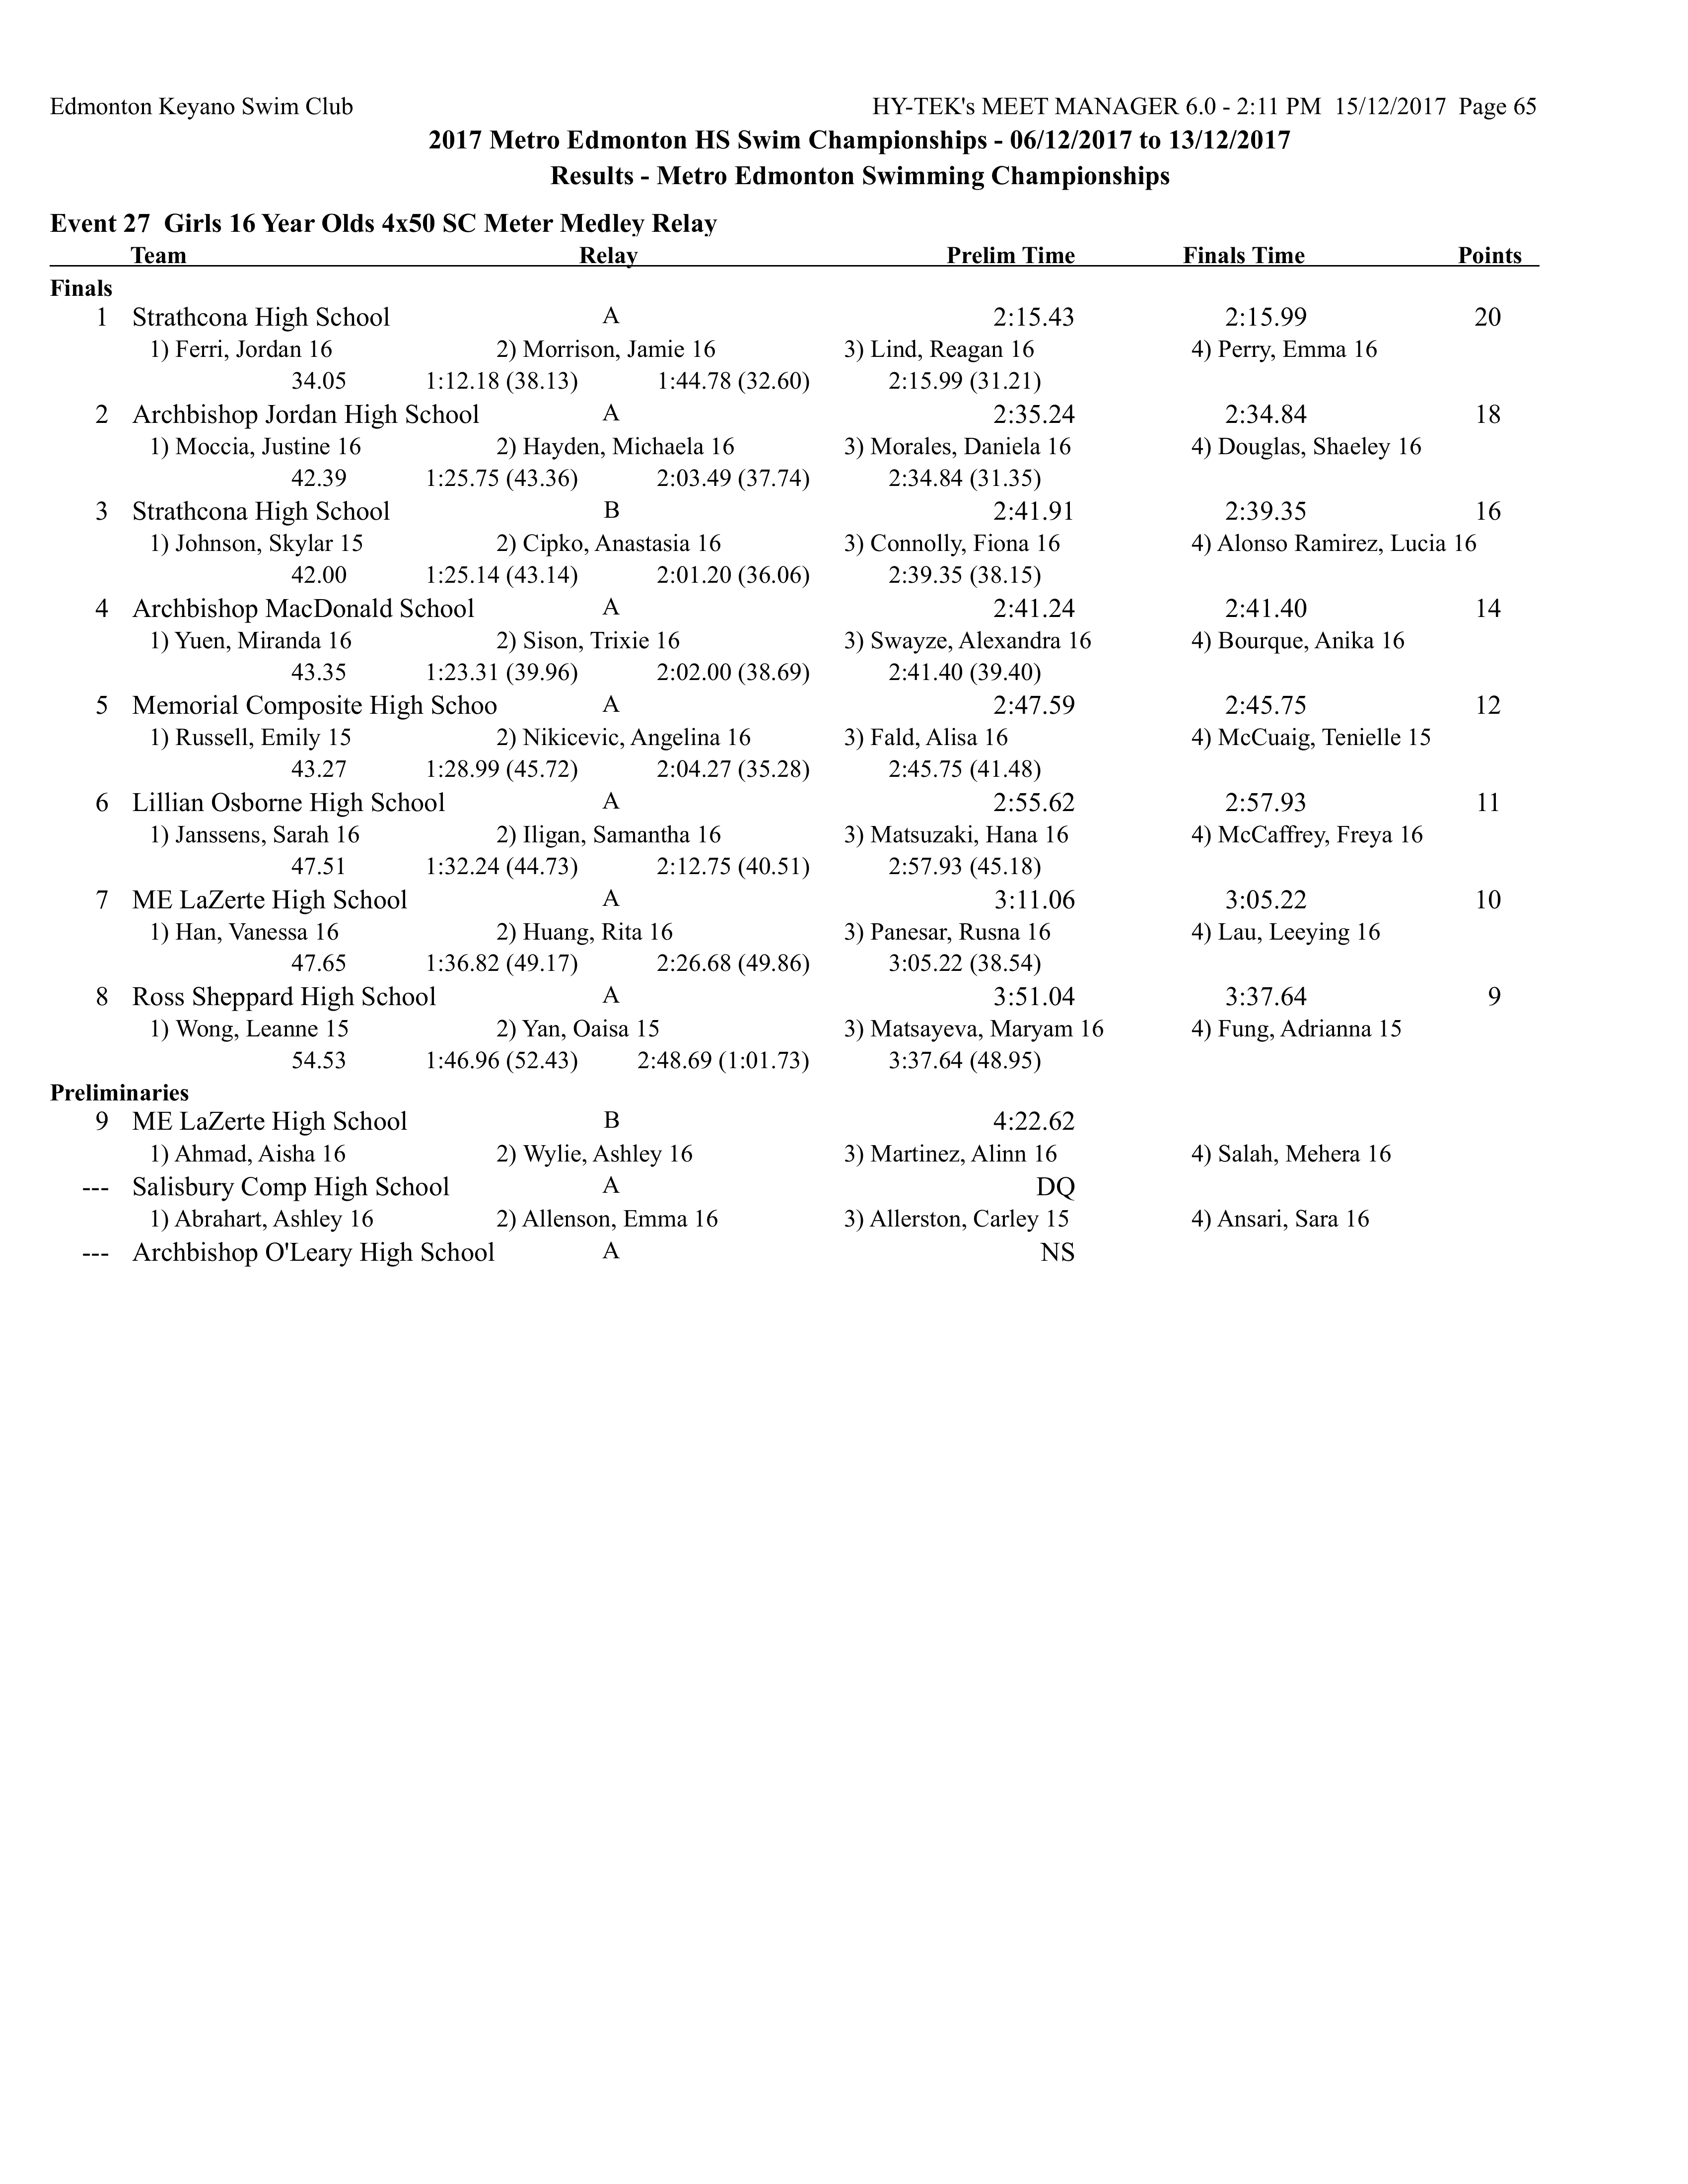 Edmonton Keyano Swim Club HY-TEK's MEET MANAGER 6.0 - 2:11 PM 15/12/2017 Page 65
2017 Metro Edmonton HS Swim Championships - 06/12/2017 to 13/12/2017
Results - Metro Edmonton Swimming Championships
Event 27 Girls 16 Year Olds 4x50 SC Meter Medley Relay
Team Relay Prelim Time Finals Time Points
Finals
1 Strathcona High School A 2:15.43 2:15.99 20
1) Ferri, Jordan 16 2) Morrison, Jamie 16 3) Lind, Reagan 16 4) Perry, Emma 16
34.05 1:12.18 (38.13) 1:44.78 (32.60) 2:15.99 (31.21)
2 Archbishop Jordan High School A 2:35.24 2:34.84 18
1) Moccia, Justine 16 2) Hayden, Michaela 16 3) Morales, Daniela 16 4) Douglas, Shaeley 16
42.39 1:25.75 (43.36) 2:03.49 (37.74) 2:34.84 (31.35)
3 Strathcona High School B 2:41.91 2:39.35 16
1) Johnson, Skylar 15 2) Cipko, Anastasia 16 3) Connolly, Fiona 16 4) Alonso Ramirez, Lucia 16
42.00 1:25.14 (43.14) 2:01.20 (36.06) 2:39.35 (38.15)
4 Archbishop MacDonald School A 2:41.24 2:41.40 14
1) Yuen, Miranda 16 2) Sison, Trixie 16 3) Swayze, Alexandra 16 4) Bourque, Anika 16
43.35 1:23.31 (39.96) 2:02.00 (38.69) 2:41.40 (39.40)
5 Memorial Composite High Schoo A 2:47.59 2:45.75 12
1) Russell, Emily 15 2) Nikicevic, Angelina 16 3) Fald, Alisa 16 4) McCuaig, Tenielle 15
43.27 1:28.99 (45.72) 2:04.27 (35.28) 2:45.75 (41.48)
6 Lillian Osborne High School A 2:55.62 2:57.93 11
1) Janssens, Sarah 16 2) Iligan, Samantha 16 3) Matsuzaki, Hana 16 4) McCaffrey, Freya 16
47.51 1:32.24 (44.73) 2:12.75 (40.51) 2:57.93 (45.18)
7 ME LaZerte High School A 3:11.06 3:05.22 10
1) Han, Vanessa 16 2) Huang, Rita 16 3) Panesar, Rusna 16 4) Lau, Leeying 16
47.65 1:36.82 (49.17) 2:26.68 (49.86) 3:05.22 (38.54)
8 Ross Sheppard High School A 3:51.04 3:37.64 9
1) Wong, Leanne 15 2) Yan, Oaisa 15 3) Matsayeva, Maryam 16 4) Fung, Adrianna 15
54.53 1:46.96 (52.43) 2:48.69 (1:01.73) 3:37.64 (48.95)
Preliminaries
9 ME LaZerte High School B 4:22.62
1) Ahmad, Aisha 16 2) Wylie, Ashley 16 3) Martinez, Alinn 16 4) Salah, Mehera 16
--- Salisbury Comp High School A DQ
1) Abrahart, Ashley 16 2) Allenson, Emma 16 3) Allerston, Carley 15 4) Ansari, Sara 16
--- Archbishop O'Leary High School A NS